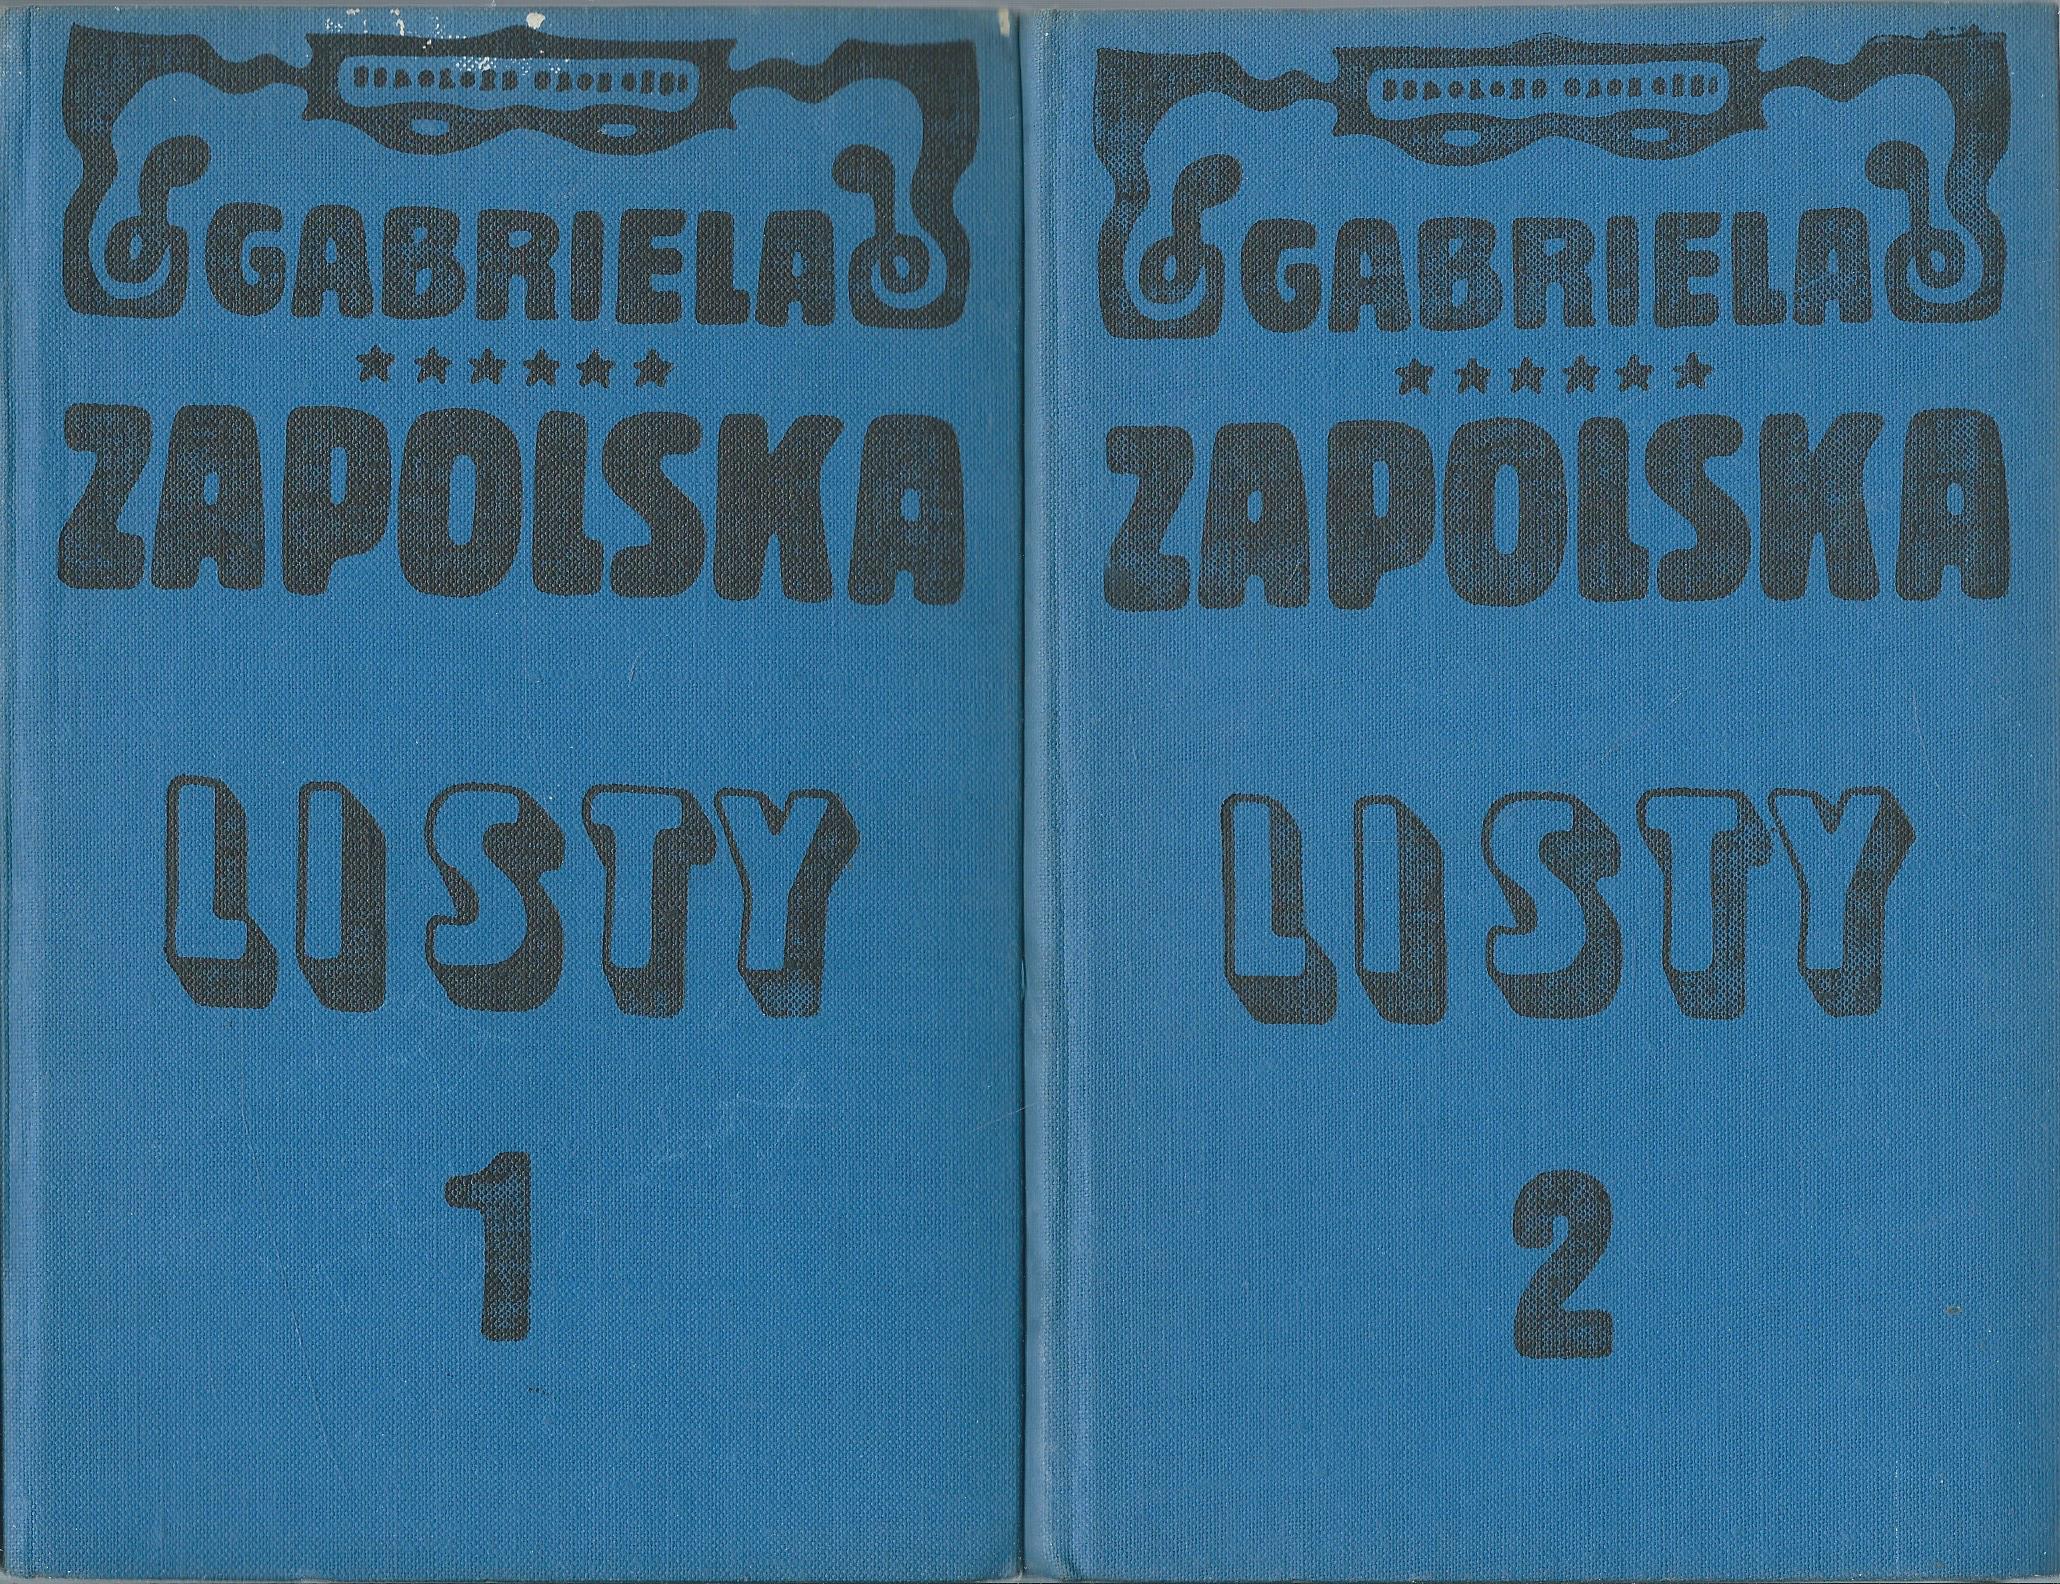 GABRIELA
ZAPOLSKA
LISTY
1
GABRIELA
ZAPOLSKA
LISTY
2